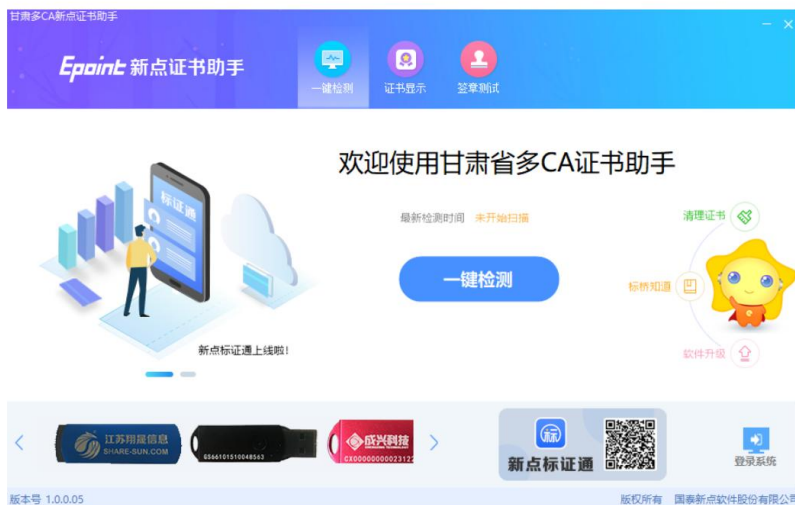 甘肃多CA新点证书助手
Epoint 新点证书助手
一键检测
证书显示
签章测试
欢迎使用甘肃省多CA证书助手
最新检测时间 未开始扫描
清理证书
一键检测
标桥知道
标证通
新点标证通上线啦!
软件升级
江苏翔晟信息
SHARE-SUN.COM
GS66101510048563
成兴科技
CX00000000023122
标
新点标证通
登录系统
版本号 1.0.0.05
版权所有 国泰新点软件股份有限公司